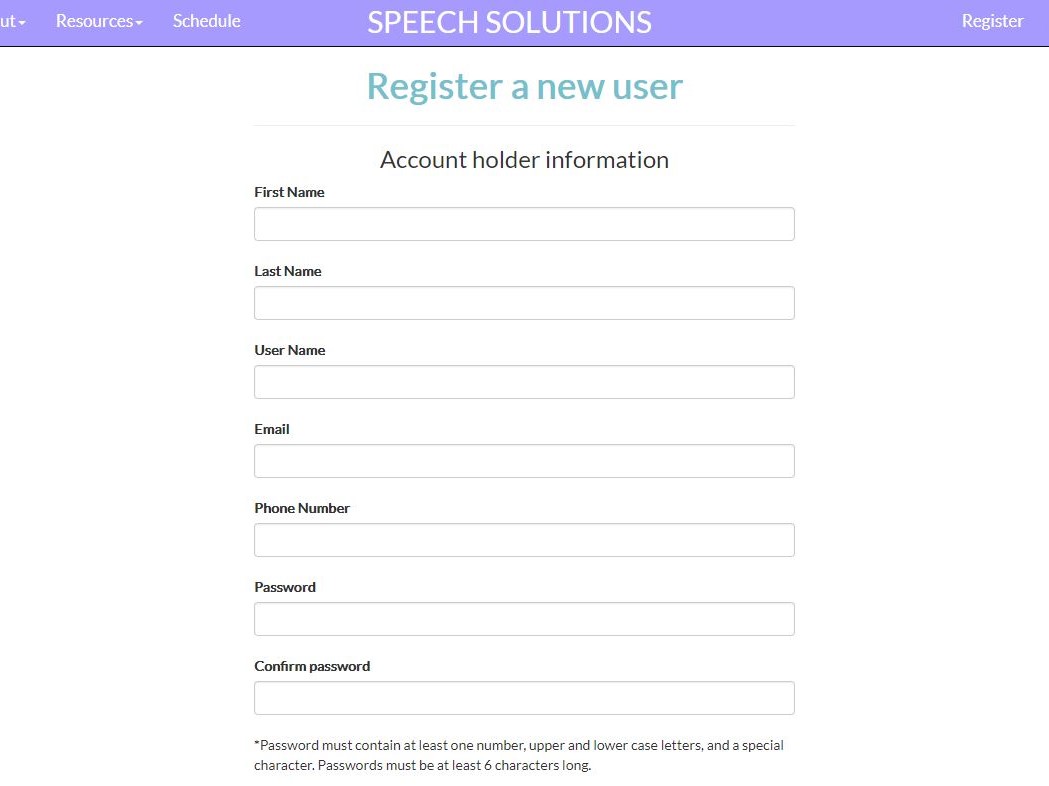 ut
Resources
Schedule
SPEECH SOLUTIONS
Register
Register a new user
Account holder information
First Name
Last Name
User Name
Email
Phone Number
Password
Confirm password
*Password must contain at least one number, upper and lower case letters, and a special
character. Passwords must be at least 6 characters long.